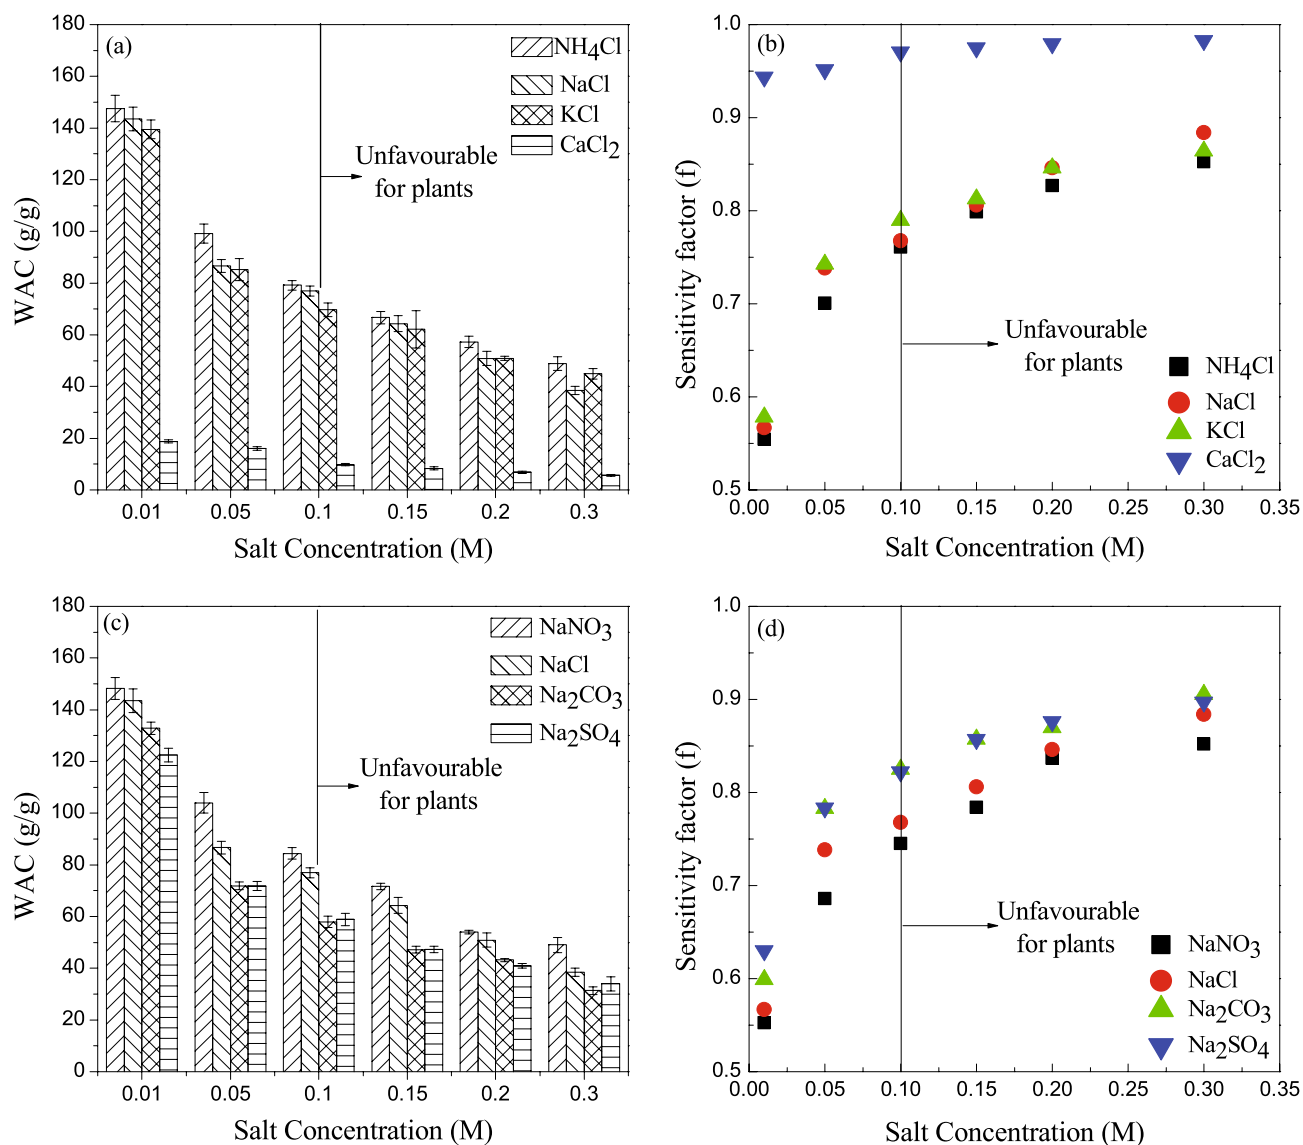 (a)
WAC (g/g)
180
160
140
120
100
80
60
40
20
0
NH4Cl
NaCl
KCl
CaCl2
Unfavourable
for plants
0.01 0.05 0.1 0.15 0.2 0.3
Salt Concentration (M)
(b)
Sensitivity factor (f)
1.0
0.9
0.8
0.7
0.6
0.5
Unfavourable
for plants
NH4Cl
NaCl
KCl
CaCl2
0.00 0.05 0.10 0.15 0.20 0.25 0.30 0.35
Salt Concentration (M)
(c)
WAC (g/g)
180
160
140
120
100
80
60
40
20
0
NaNO3
NaCl
Na2CO3
Na2SO4
Unfavourable
for plants
0.01 0.05 0.1 0.15 0.2 0.3
Salt Concentration (M)
(d)
Sensitivity factor (f)
1.0
0.9
0.8
0.7
0.6
0.5
Unfavourable
for plants
NaNO3
NaCl
Na2CO3
Na2SO4
0.00 0.05 0.10 0.15 0.20 0.25 0.30 0.35
Salt Concentration (M)